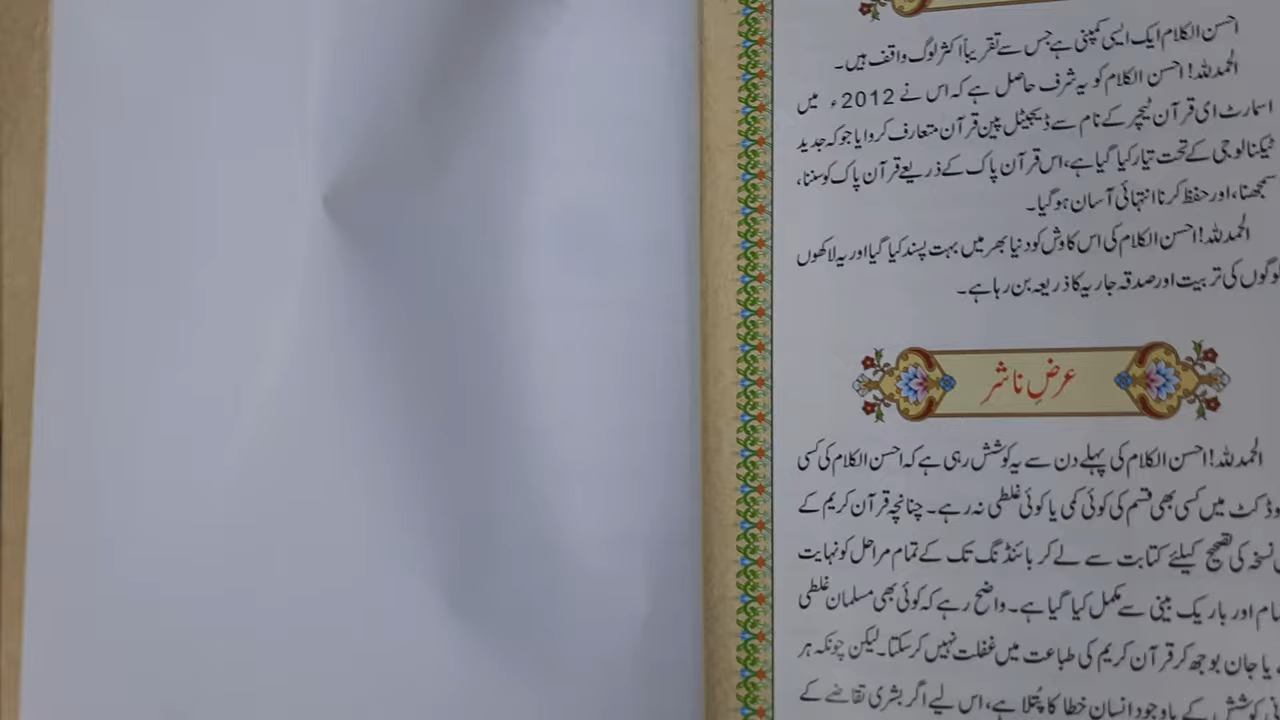 احسن الکلام ایک ایسی کمپنی ہے جس سے تقریباً اکثر لوگ واقف ہیں۔
الحمدللہ! احسن الکلام کو یہ شرف حاصل ہے کہ اس نے 2012ء میں
اسمارٹ ای قرآن ٹیچر کے نام سے ڈیجیٹل پین قرآن متعارف کروایا جو کہ جدید
ٹیکنالوجی کے تحت تیار کیا گیا ہے، اس قرآن پاک کے ذریعے قرآن پاک کو سننا،
سمجھنا، اور حفظ کرنا انتہائی آسان ہو گیا۔
الحمدللہ! احسن الکلام کی اس کاوش کو دنیا بھر میں بہت پسند کیا گیا اور یہ لاکھوں
لوگوں کی تربیت اور صدقہ جاریہ کا ذریعہ بن رہا ہے۔
عرضِ ناشر
الحمدللہ! احسن الکلام کی پہلے دن سے یہ کوشش رہی ہے کہ احسن الکلام کی کسی
میں کسی بھی قسم کی کوئی کمی یا کوئی غلطی نہ رہے۔ چنانچہ قرآن کریم کے
نسخہ کی تصحیح کیلئے کتابت سے لے کر بائنڈنگ تک کے تمام مراحل کو نہایت
اور باریک بینی سے مکمل کیا گیا ہے۔ واضح رہے کہ کوئی بھی مسلمان غلطی
یا جان بوجھ کر قرآن کریم کی طباعت میں غفلت نہیں کر سکتا۔ لیکن چونکہ ہر
کوشش کے باوجود انسان خطا کا پُتلا ہے، اس لیے اگر بشری تقاضے کے